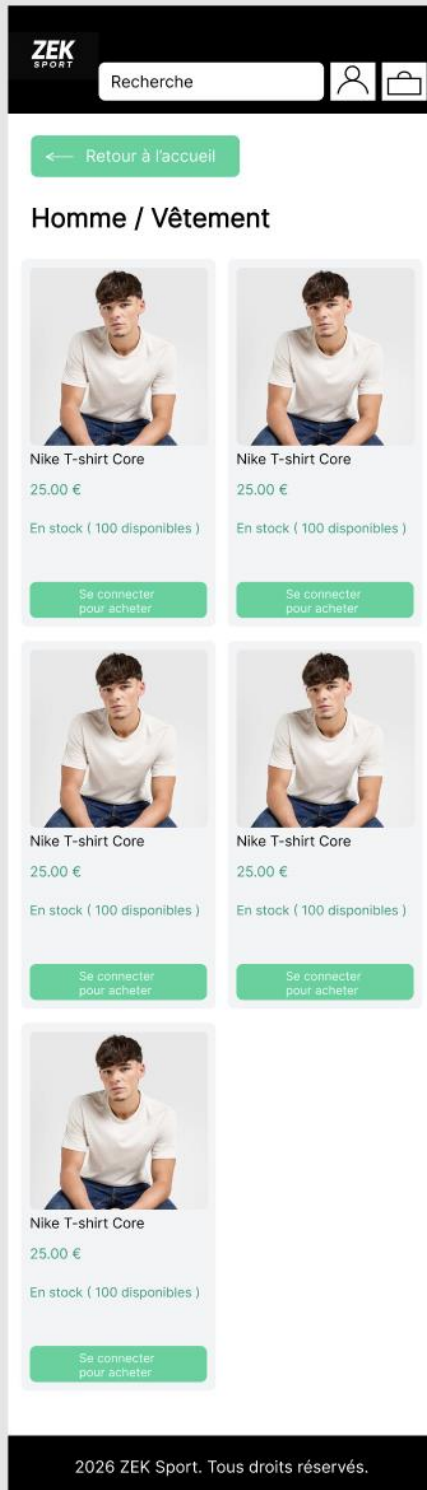 ZEK
SPORT
Recherche
Retour à l'accueil
Homme / Vêtement
Nike T-shirt Core
25.00 €
En stock ( 100 disponibles )
Se connecter
pour acheter
Nike T-shirt Core
25.00 €
En stock ( 100 disponibles )
Se connecter
pour acheter
Nike T-shirt Core
25.00 €
En stock ( 100 disponibles )
Se connecter
pour acheter
Nike T-shirt Core
25.00 €
En stock ( 100 disponibles )
Se connecter
pour acheter
Nike T-shirt Core
25.00 €
En stock ( 100 disponibles )
Se connecter
pour acheter
2026 ZEK Sport. Tous droits réservés.